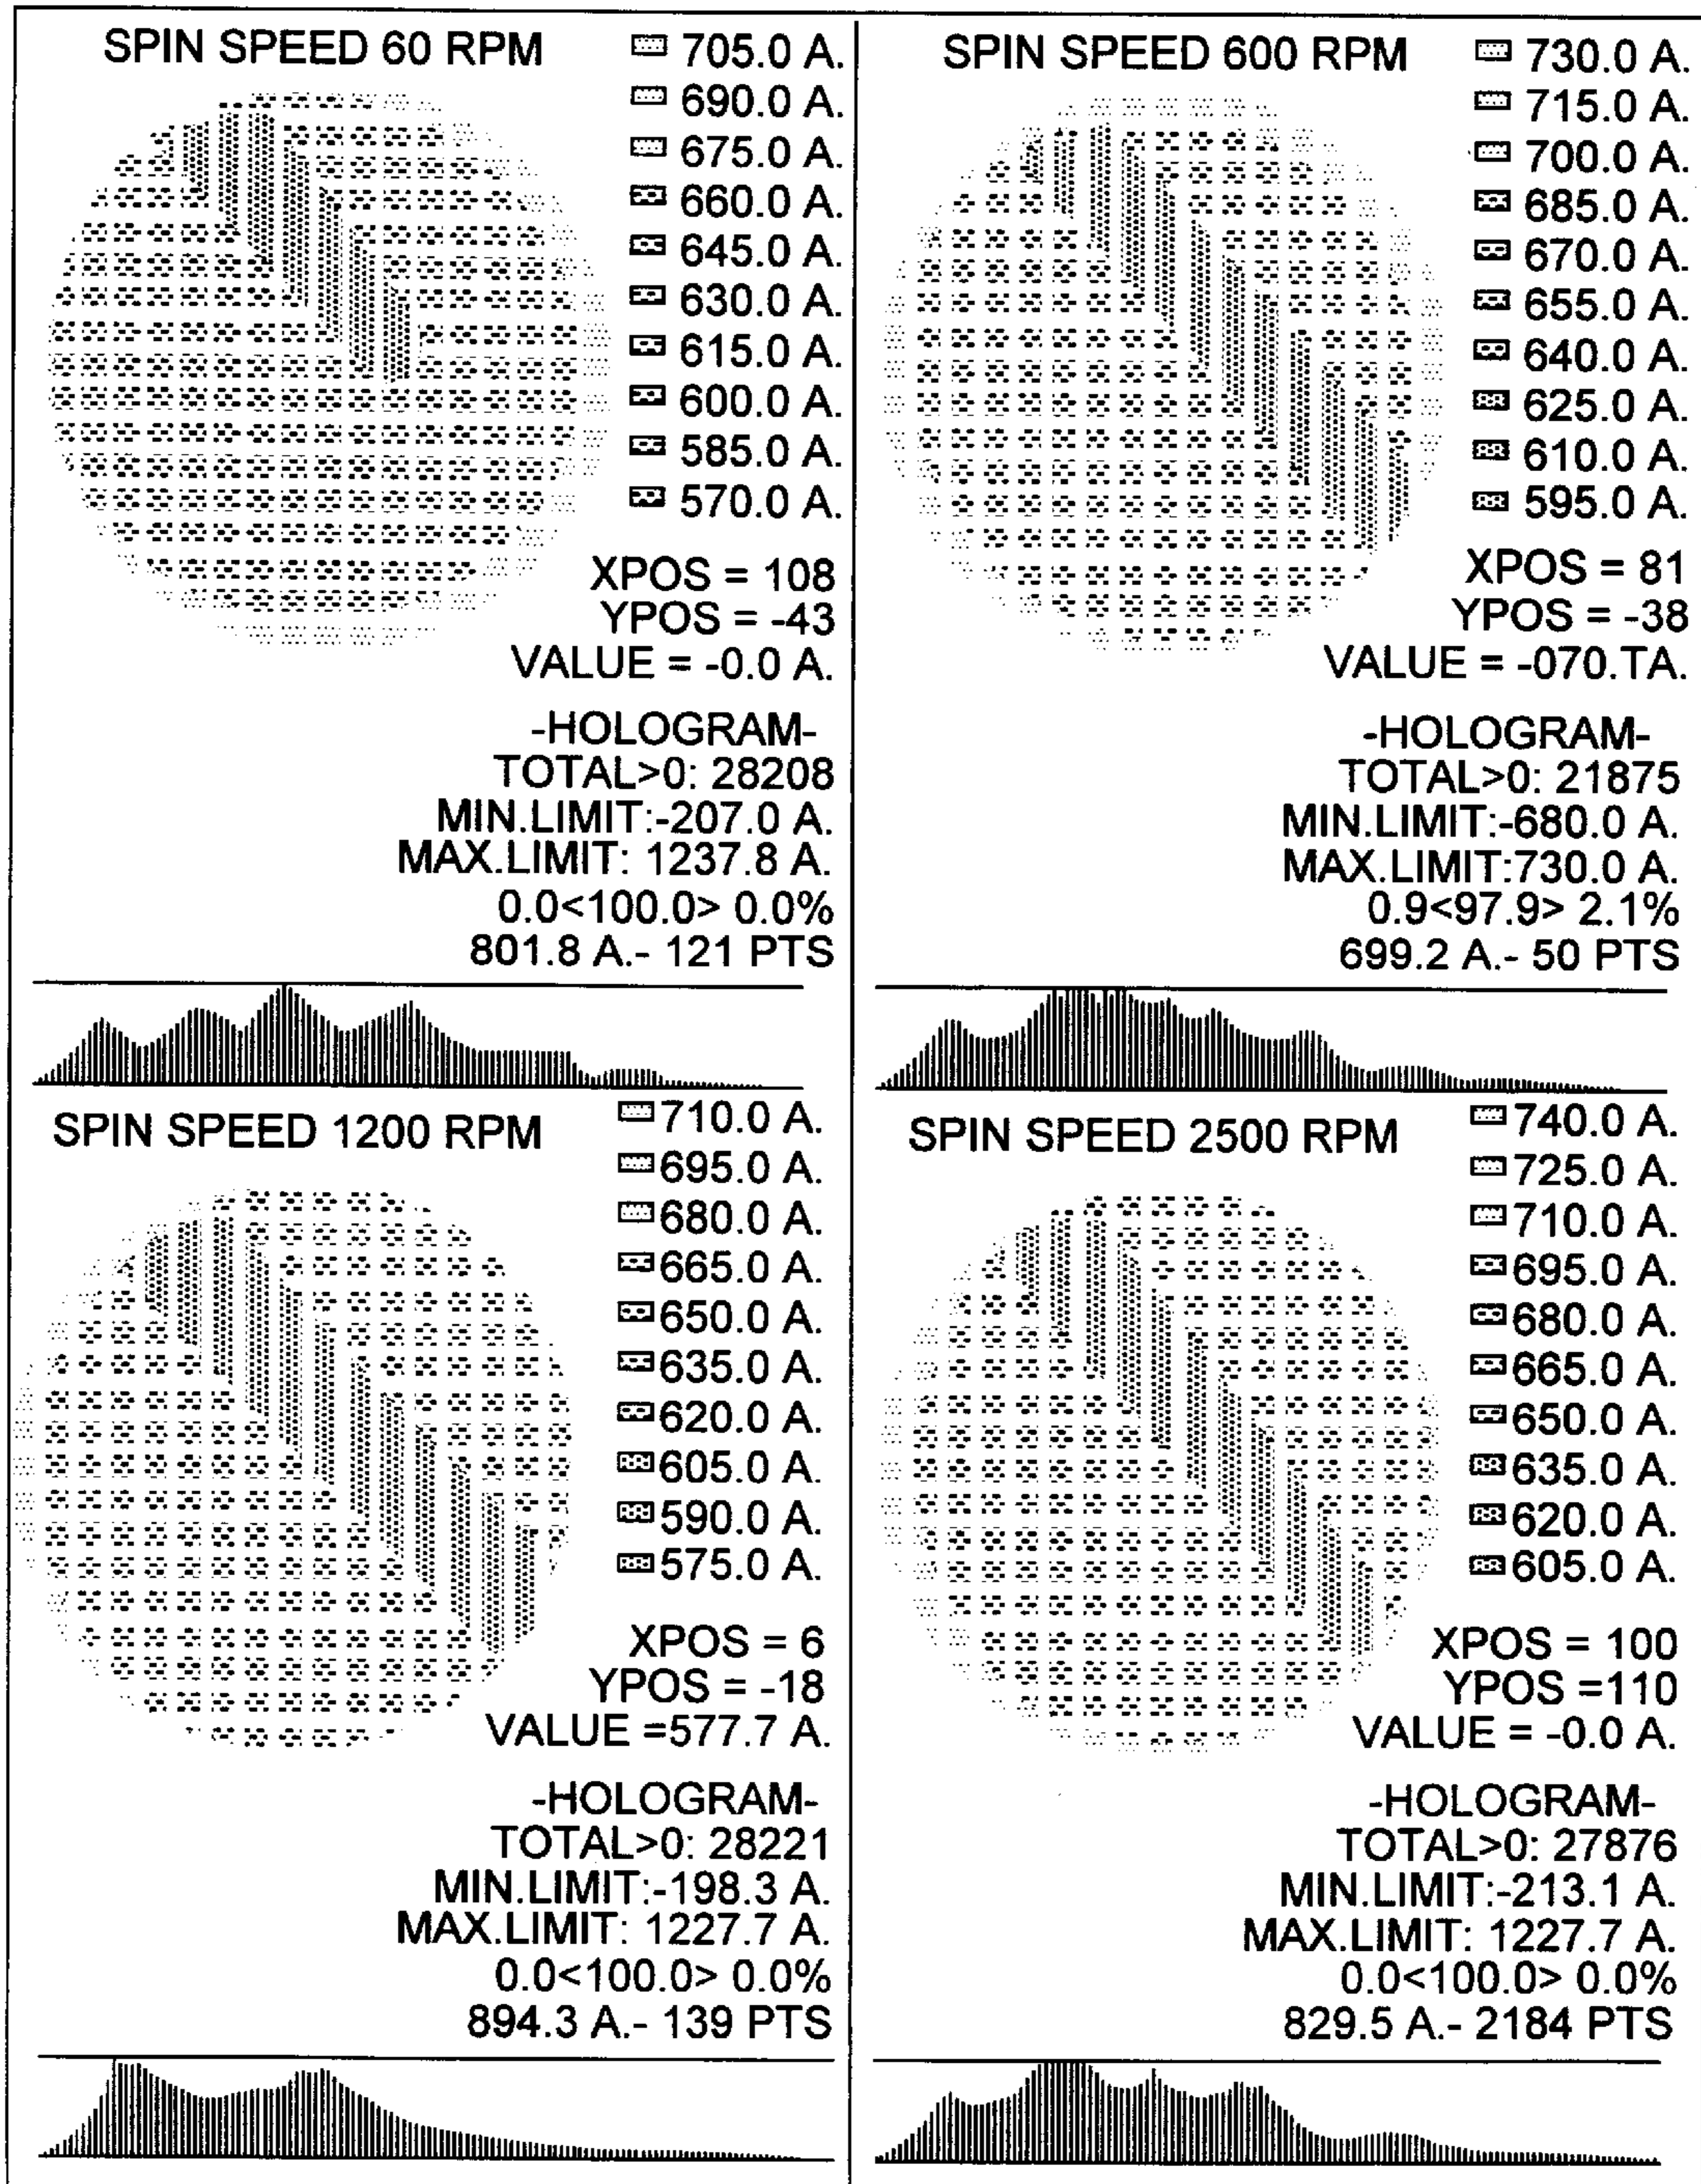 SPIN SPEED 60 RPM
705.0 A.
690.0 A.
675.0 A.
660.0 A.
645.0 A.
630.0 A.
615.0 A.
600.0 A.
585.0 A.
570.0 A.
XPOS = 108
YPOS = -43
VALUE = -0.0 A.
-HOLOGRAM-
TOTAL>0: 28208
MIN.LIMIT:-207.0 A.
MAX.LIMIT: 1237.8 A.
0.0<100.0> 0.0%
801.8 A.- 121 PTS
SPIN SPEED 600 RPM
730.0 A.
715.0 A.
700.0 A.
685.0 A.
670.0 A.
655.0 A.
640.0 A.
625.0 A.
610.0 A.
595.0 A.
XPOS = 81
YPOS = -38
VALUE = -070.TA.
-HOLOGRAM-
TOTAL>0: 21875
MIN.LIMIT:-680.0 A.
MAX.LIMIT:730.0 A.
0.9<97.9> 2.1%
699.2 A.- 50 PTS
SPIN SPEED 1200 RPM
710.0 A.
695.0 A.
680.0 A.
665.0 A.
650.0 A.
635.0 A.
620.0 A.
605.0 A.
590.0 A.
575.0 A.
XPOS = 6
YPOS = -18
VALUE =577.7 A.
-HOLOGRAM-
TOTAL>0: 28221
MIN.LIMIT:-198.3 A.
MAX.LIMIT: 1227.7 A.
0.0<100.0> 0.0%
894.3 A.- 139 PTS
SPIN SPEED 2500 RPM
740.0 A.
725.0 A.
710.0 A.
695.0 A.
680.0 A.
665.0 A.
650.0 A.
635.0 A.
620.0 A.
605.0 A.
XPOS = 100
YPOS =110
VALUE = -0.0 A.
-HOLOGRAM-
TOTAL>0: 27876
MIN.LIMIT:-213.1 A.
MAX.LIMIT: 1227.7 A.
0.0<100.0> 0.0%
829.5 A.- 2184 PTS